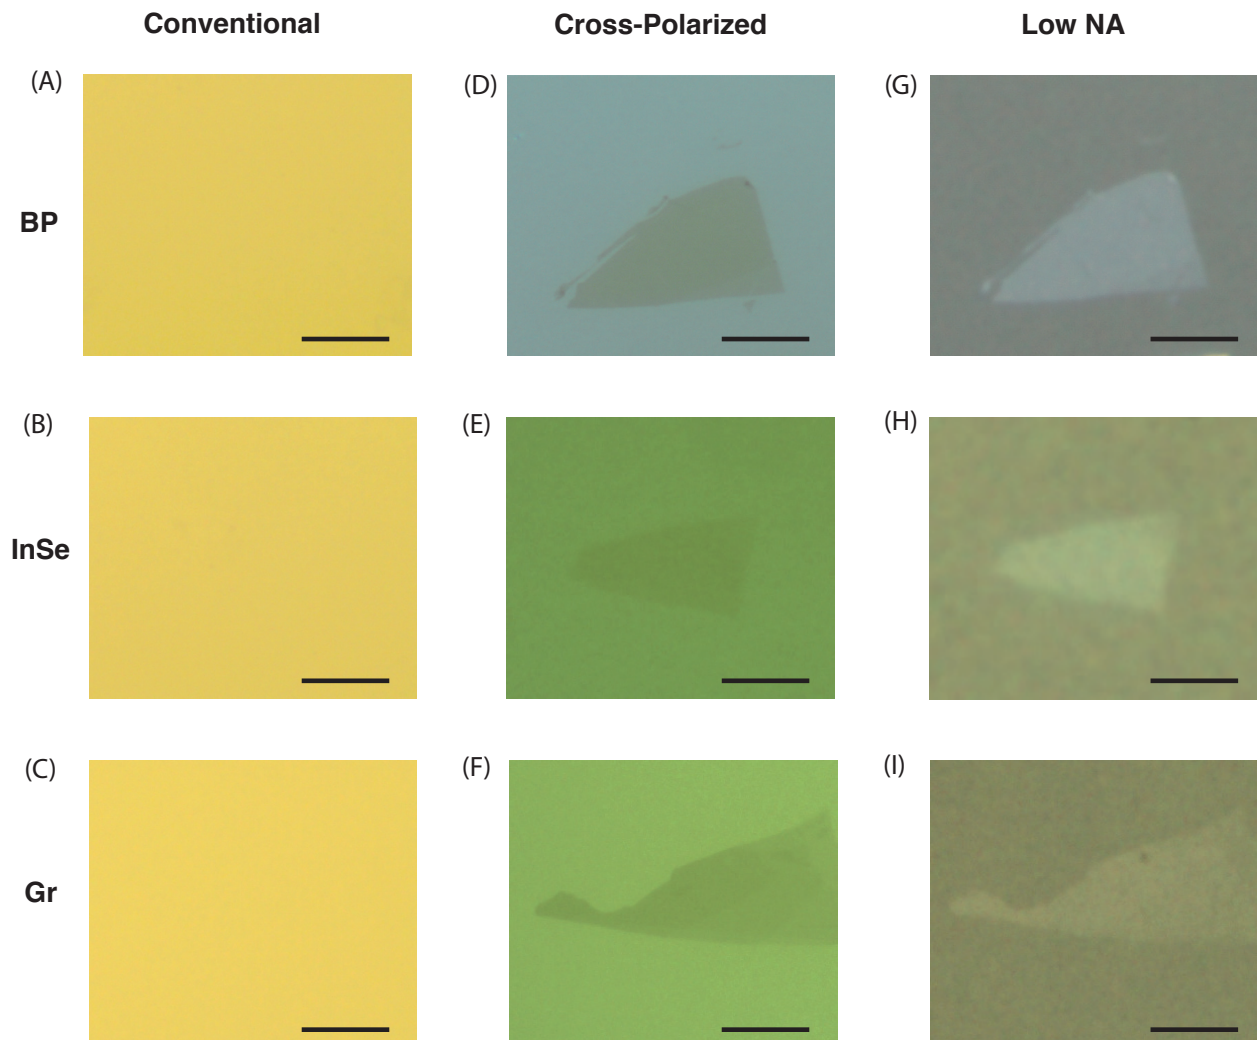 Conventional Cross-Polarized Low NA
(A) (D) (G)
BP
(B) (E) (H)
InSe
(C) (F) (I)
Gr